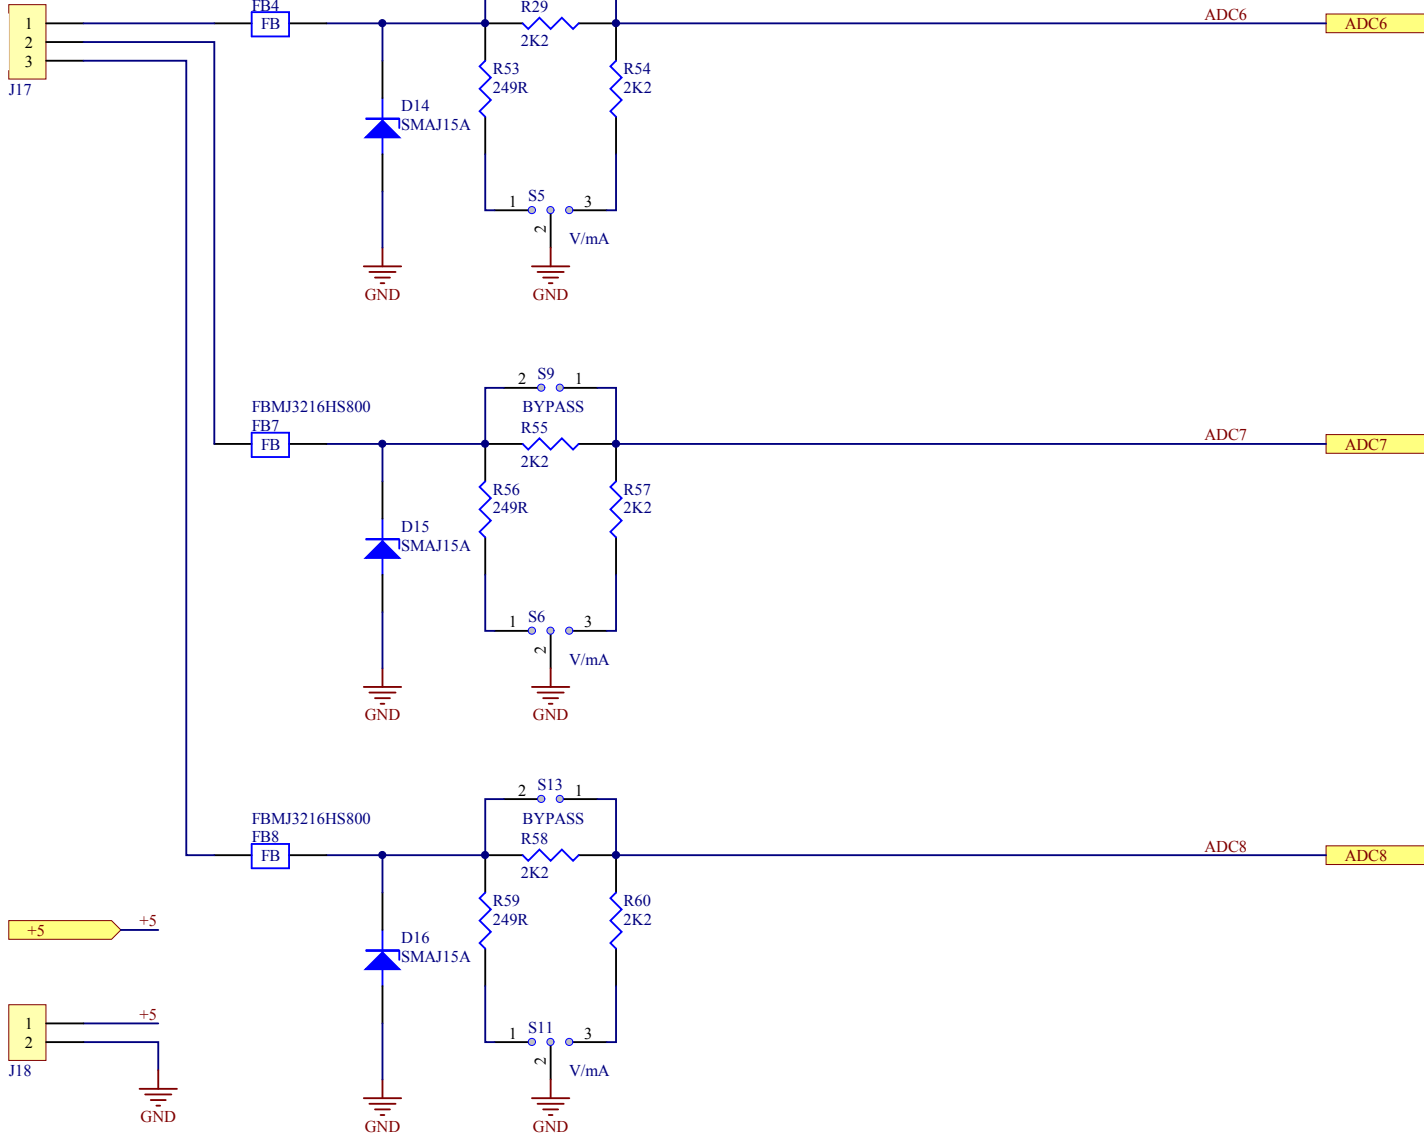 FB4
FB
1
2
3
J17
R29
2K2
ADC6
ADC6
R53
249R
R54
2K2
D14
SMAJ15A
1
S5
3
2
V/mA
GND
GND
2
S9
1
BYPASS
FBMJ3216HS800
FB7
FB
R55
2K2
ADC7
ADC7
R56
249R
R57
2K2
D15
SMAJ15A
1
S6
3
2
V/mA
GND
GND
2
S13
1
BYPASS
FBMJ3216HS800
FB8
FB
R58
2K2
ADC8
ADC8
R59
249R
R60
2K2
+5
+5
D16
SMAJ15A
1
2
J18
+5
GND
1
S11
3
2
V/mA
GND
GND